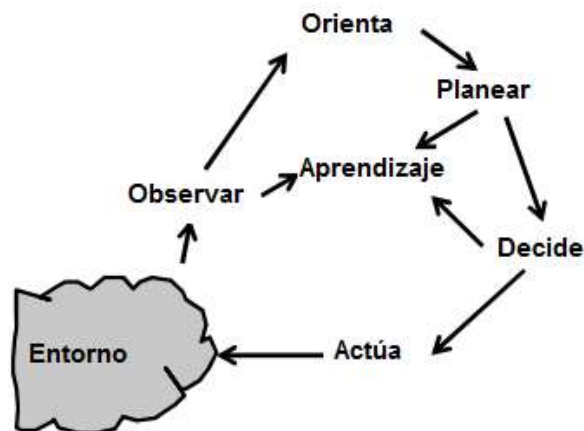 Orienta
Planear
Aprendizaje
Observar
Decide
Entorno
Actúa